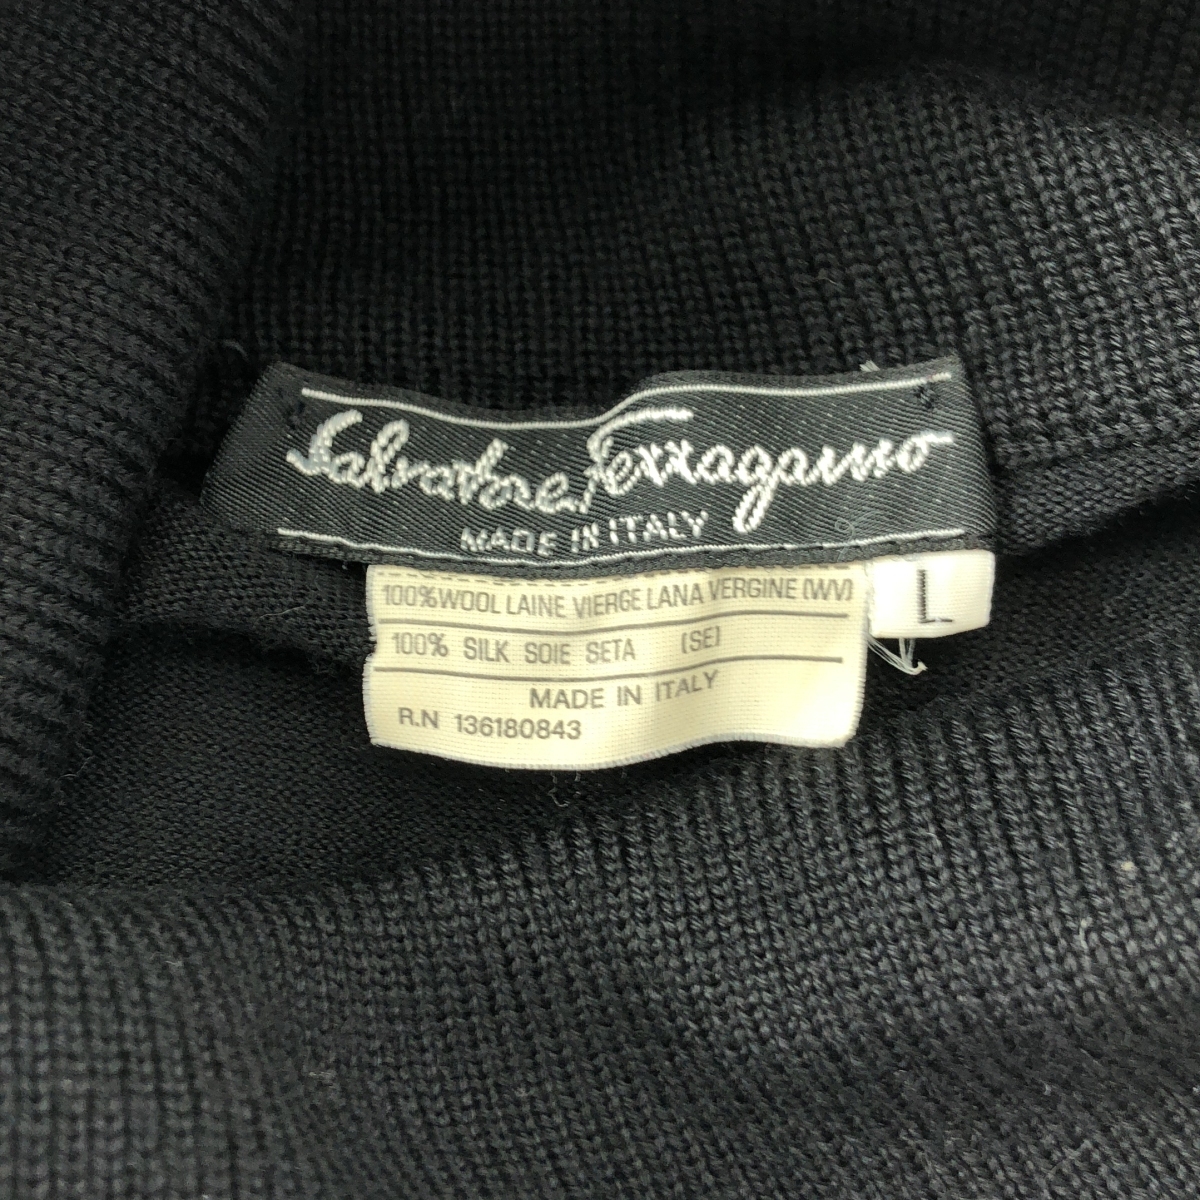 Salvatore Ferragamo
MADE IN ITALY
L
100%WOOL LAINE VIERGE LANA VERGINE (WV)
100% SILK SOIE SETA (SE)
MADE IN ITALY
R.N 136180843